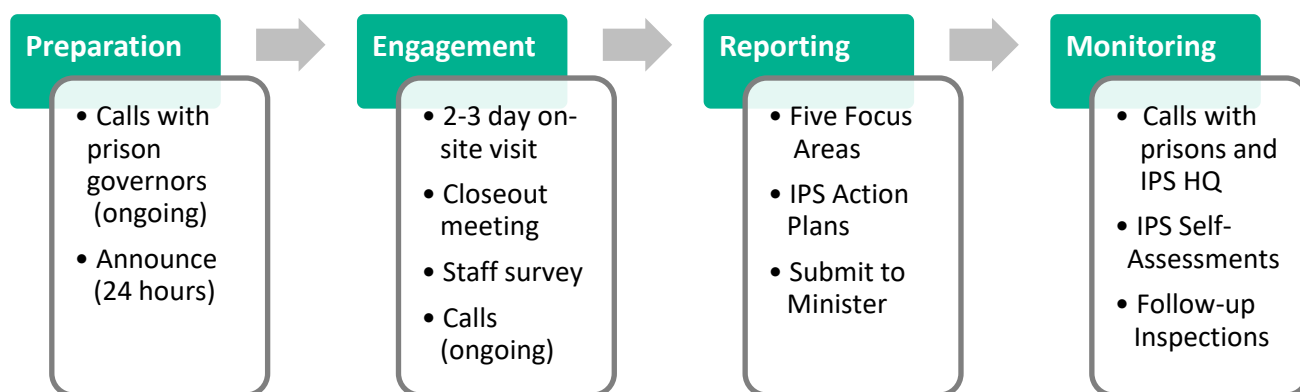 Preparation
• Calls with
prison
governors
(ongoing)
• Announce
(24 hours)
Engagement
• 2-3 day on-
site visit
• Closeout
meeting
• Staff survey
• Calls
(ongoing)
Reporting
• Five Focus
Areas
• IPS Action
Plans
• Submit to
Minister
Monitoring
• Calls with
prisons and
IPS HQ
• IPS Self-
Assessments
• Follow-up
Inspections